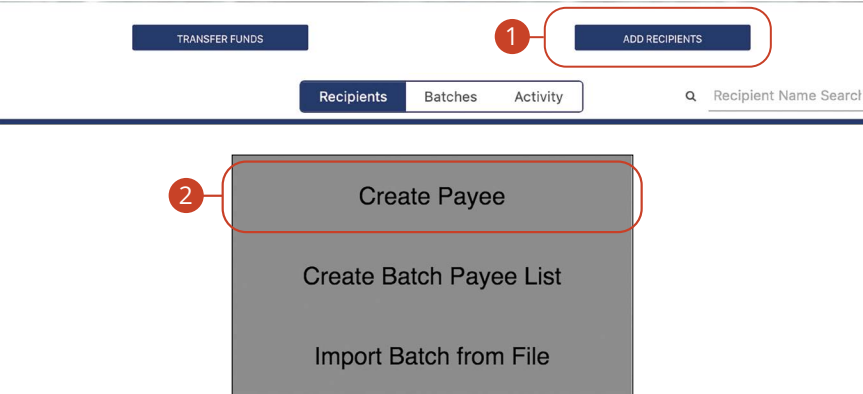 TRANSFER FUNDS 1 ADD RECIPIENTS
Recipients Batches Activity Recipient Name Search
2 Create Payee
Create Batch Payee List
Import Batch from File